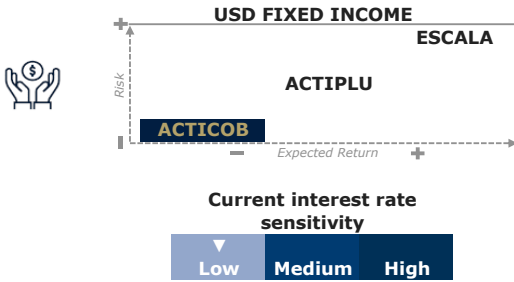 USD FIXED INCOME
ESCALA
ACTIPLU
ACTICOB
Risk
Expected Return
$
Current interest rate
sensitivity
Low Medium High